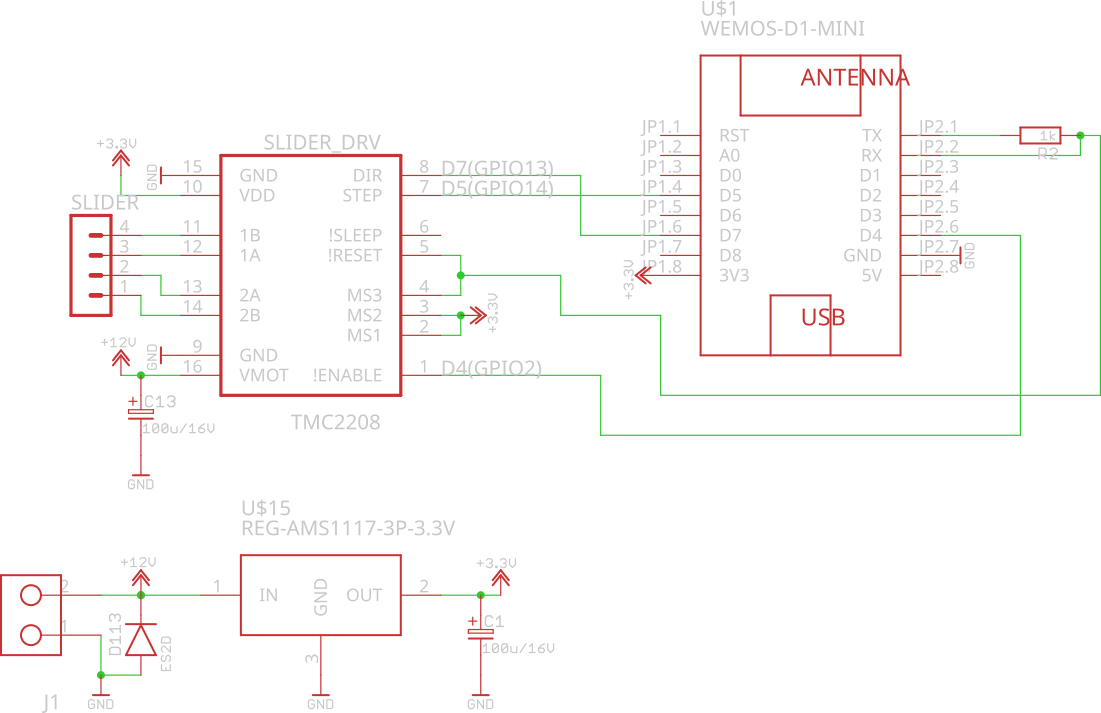 U$1
WEMOS-D1-MINI
ANTENNA
JP1.1 RST TX JP2.1 1k
JP1.2 A0 RX JP2.2 R2
JP1.3 D0 D1 JP2.3
JP1.4 D5 D2 JP2.4
JP1.5 D6 D3 JP2.5
JP1.6 D7 D4 JP2.6
JP1.7 D8 GND JP2.7 GND
+3.3V JP1.8 3V3 5V JP2.8
USB
SLIDER_DRV
+3.3V
GND 15 GND DIR 8 D7(GPIO13)
10 VDD STEP 7 D5(GPIO14)
SLIDER
4 11 1B !SLEEP 6
3 12 1A !RESET 5
2 13 2A MS3 4
1 14 2B MS2 3 +3.3V
MS1 2
+12V
GND 9 GND
16 VMOT !ENABLE 1 D4(GPIO2)
+ C13
100u/16V
GND
TMC2208
U$15
REG-AMS1117-3P-3.3V
+12V
+3.3V
2 1 IN GND OUT 2
1 D113 ES2D
+ C1
100u/16V
3
J1 GND GND GND